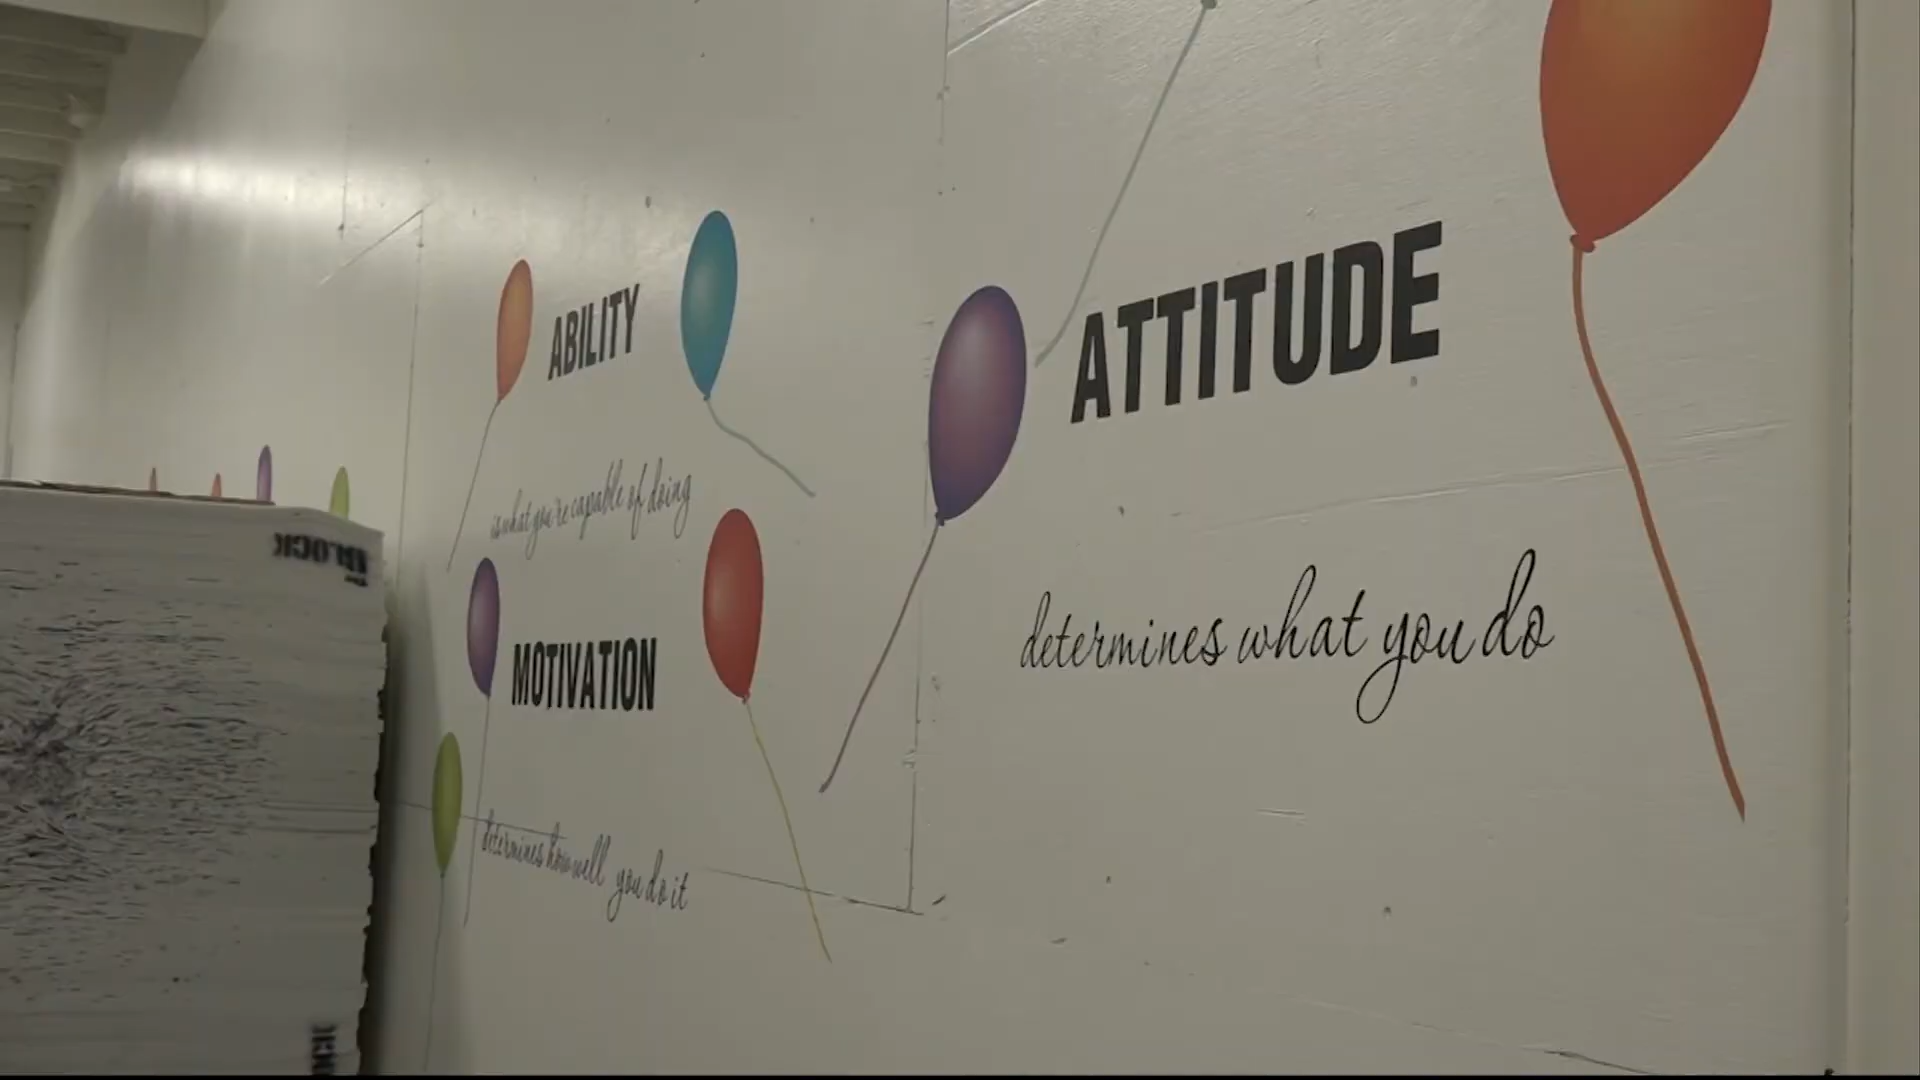 ABILITY
is what you're capable of doing
MOTIVATION
determines how well you do it
ATTITUDE
determines what you do